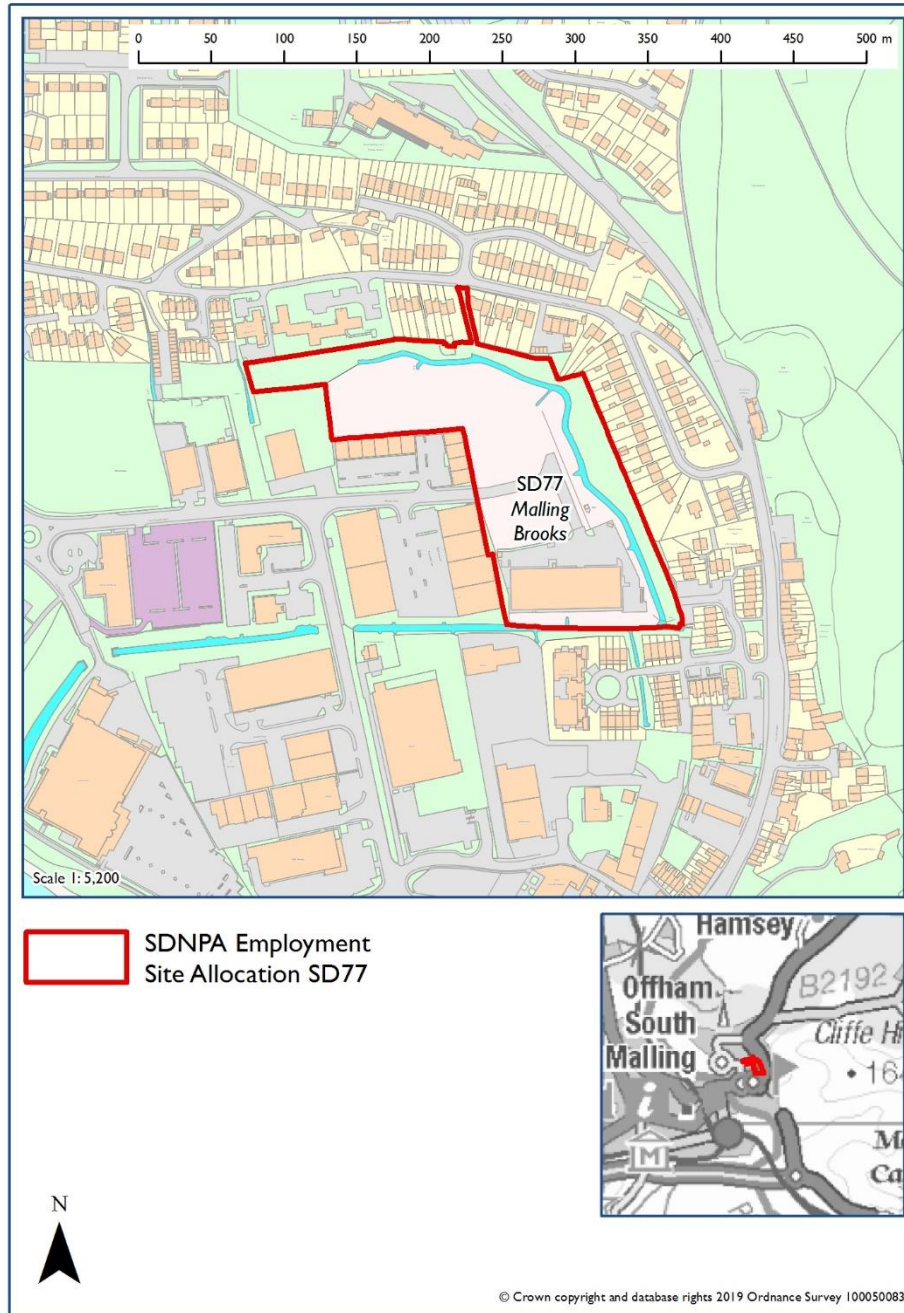 0 50 100 150 200 250 300 350 400 450 500 m
SD77
Malling
Brooks
Scale 1: 5,200
SDNPA Employment
Site Allocation SD77
Hamsey
B2192
Offham
South
Malling
Cliffe
i
M
N
© Crown copyright and database rights 2019 Ordnance Survey 100050083